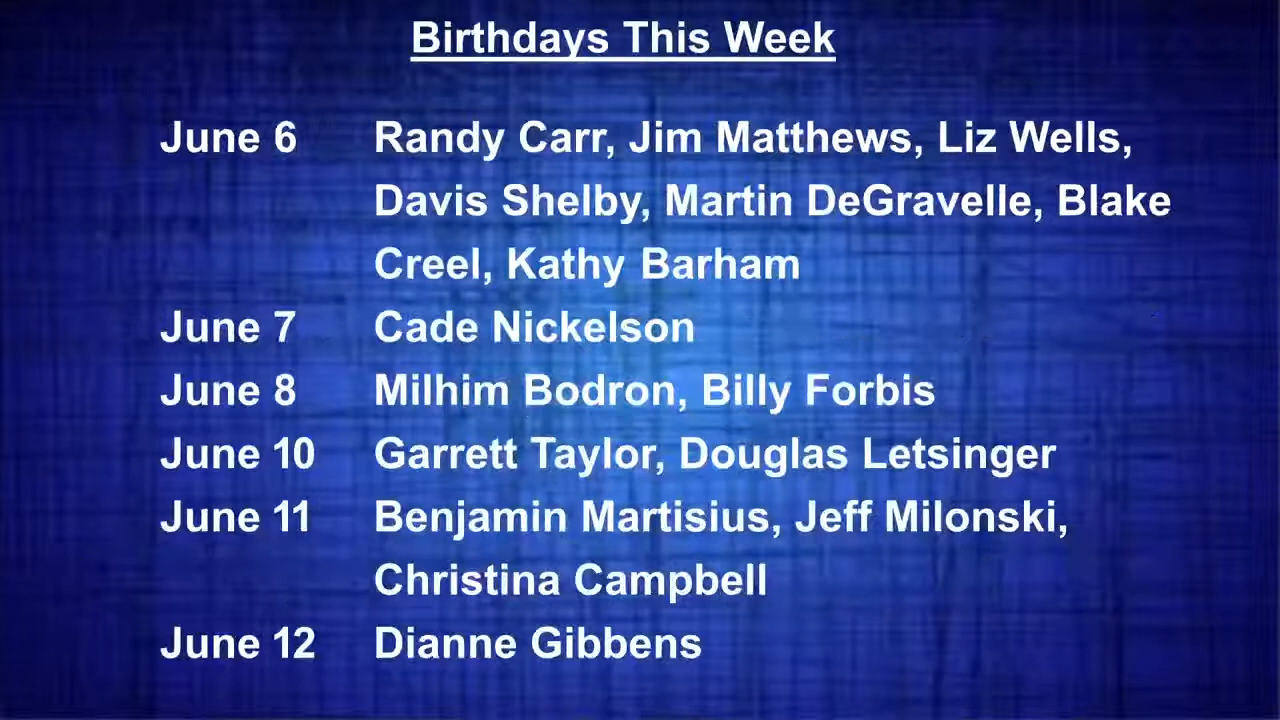 Birthdays This Week
June 6 Randy Carr, Jim Matthews, Liz Wells,
Davis Shelby, Martin DeGravelle, Blake
Creel, Kathy Barham
June 7 Cade Nickelson
June 8 Milhim Bodron, Billy Forbis
June 10 Garrett Taylor, Douglas Letsinger
June 11 Benjamin Martisius, Jeff Milonski,
Christina Campbell
June 12 Dianne Gibbens